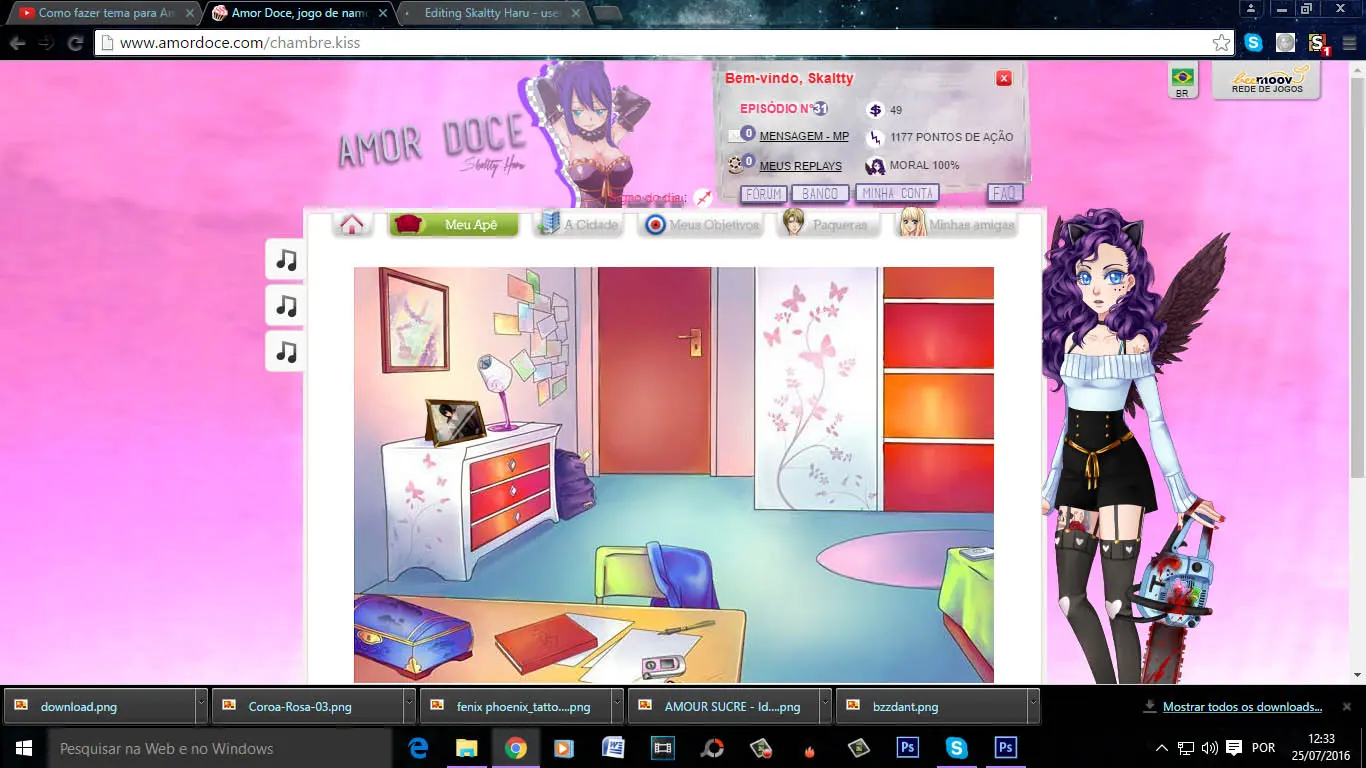 Como fazer tema para Am
Amor Doce, jogo de namo
Editing Skaltty Haru - use
www.amordoce.com/chambre.kiss
Bem-vindo, Skaltty
EPISÓDIO Nº31
49
0 MENSAGEM - MP
1177 PONTOS DE AÇÃO
0 MEUS REPLAYS
MORAL 100%
FÓRUM
BANCO
MINHA CONTA
FAQ
BR
beemoov
REDE DE JOGOS
AMOR DOCE
Skaltty Haru
Signo do dia:
Meu Apê
A Cidade
Meus Objetivos
Paqueras
Minhas amigas
download.png
Coroa-Rosa-03.png
fenix phoenix_tatto....png
AMOUR SUCRE - Id....png
bzzdant.png
Mostrar todos os downloads...
Pesquisar na Web e no Windows
W
Ps
S
Ps
POR
12:33
25/07/2016